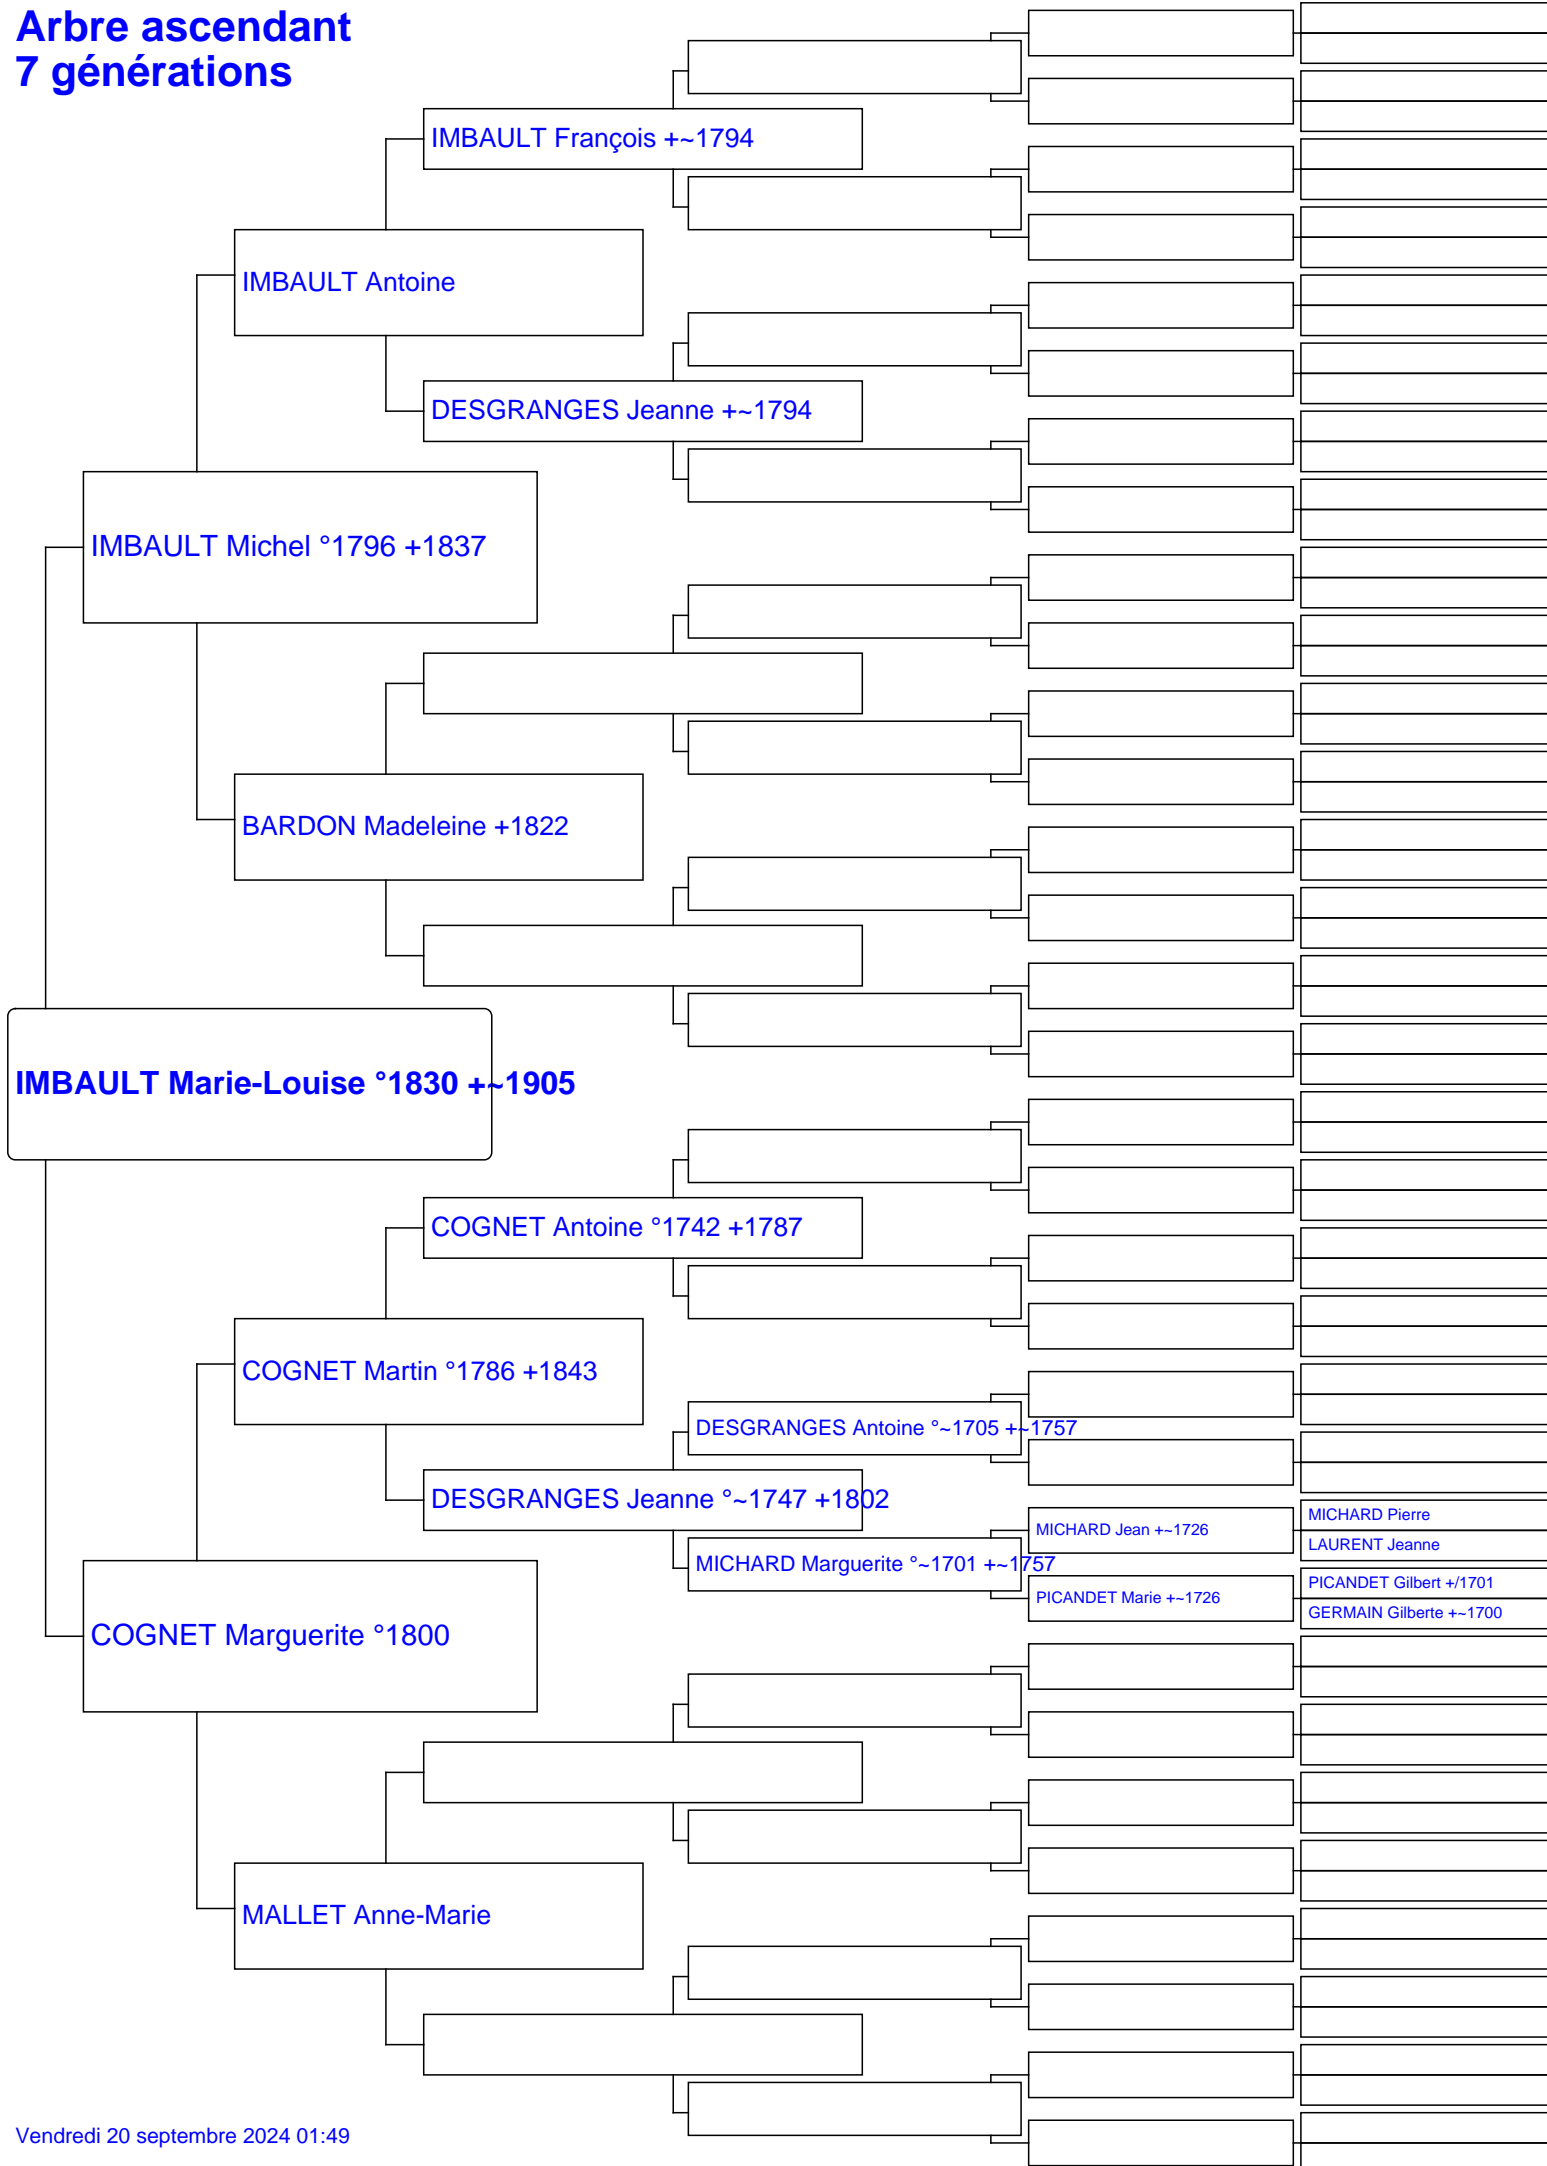 Arbre ascendant
7 générations
IMBAULT François +~1794
IMBAULT Antoine
DESGRANGES Jeanne +~1794
IMBAULT Michel °1796 +1837
BARDON Madeleine +1822
IMBAULT Marie-Louise °1830 +~1905
COGNET Antoine °1742 +1787
COGNET Martin °1786 +1843
DESGRANGES Antoine °~1705 +~1757
DESGRANGES Jeanne °~1747 +1802
MICHARD Pierre
MICHARD Jean +~1726
LAURENT Jeanne
MICHARD Marguerite °~1701 +~1757
PICANDET Gilbert +/1701
PICANDET Marie +~1726
GERMAIN Gilberte +~1700
COGNET Marguerite °1800
MALLET Anne-Marie
Vendredi 20 septembre 2024 01:49